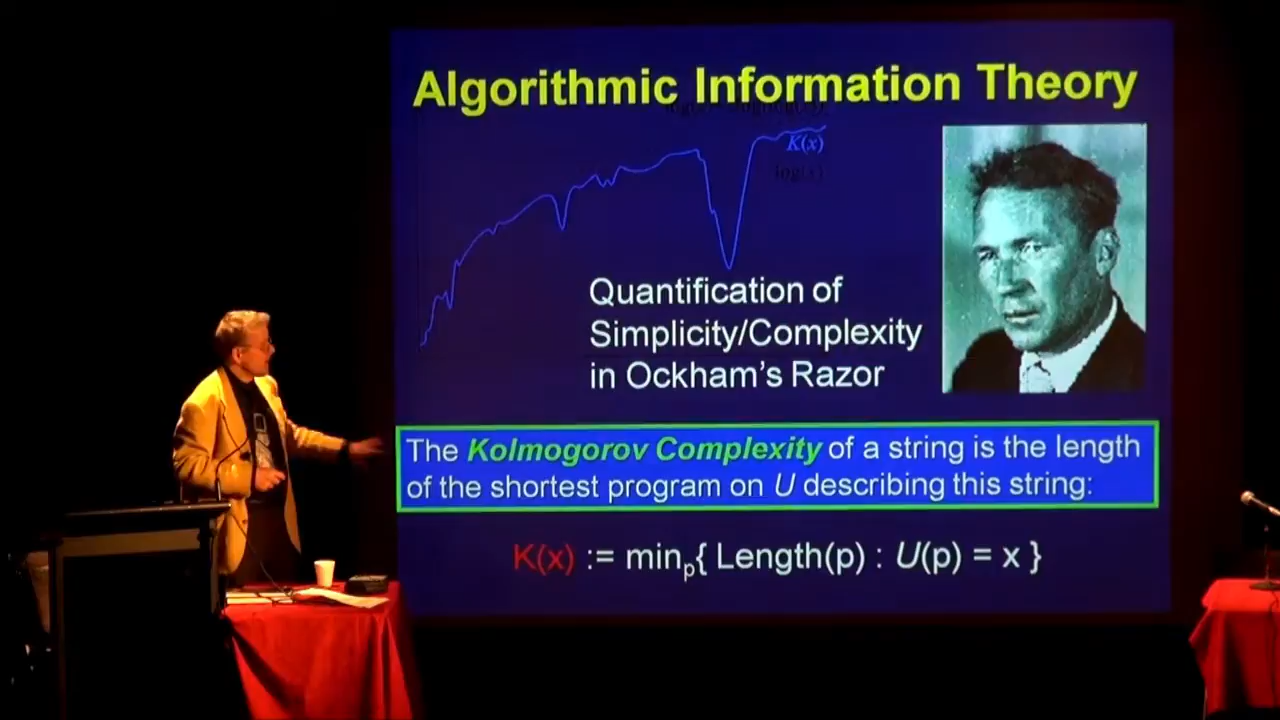 Algorithmic Information Theory
K(x)
log(x)
Quantification of
Simplicity/Complexity
in Ockham's Razor
The Kolmogorov Complexity of a string is the length
of the shortest program on U describing this string:
K(x) := minₚ{ Length(p) : U(p) = x }